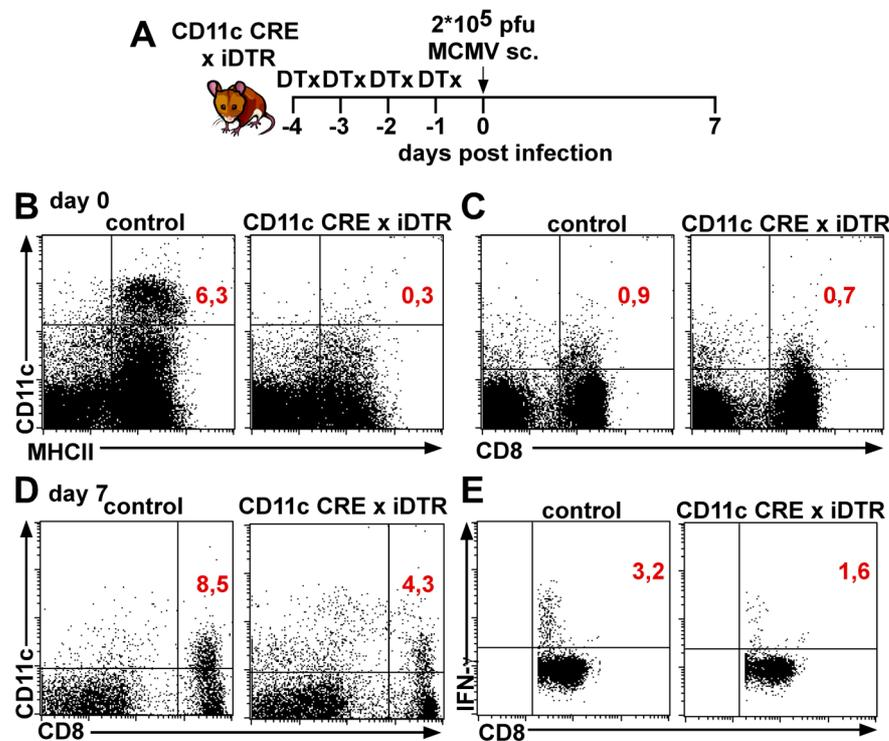 A
CD11c CRE
x iDTR
2*10⁵ pfu
MCMV sc.
DTx DTx DTx DTx
-4 -3 -2 -1 0 7
days post infection
B day 0
control CD11c CRE x iDTR
6,3 0,3
CD11c
MHCII
C
control CD11c CRE x iDTR
0,9 0,7
CD8
D day 7
control CD11c CRE x iDTR
8,5 4,3
CD11c
CD8
E
control CD11c CRE x iDTR
3,2 1,6
IFN-γ
CD8